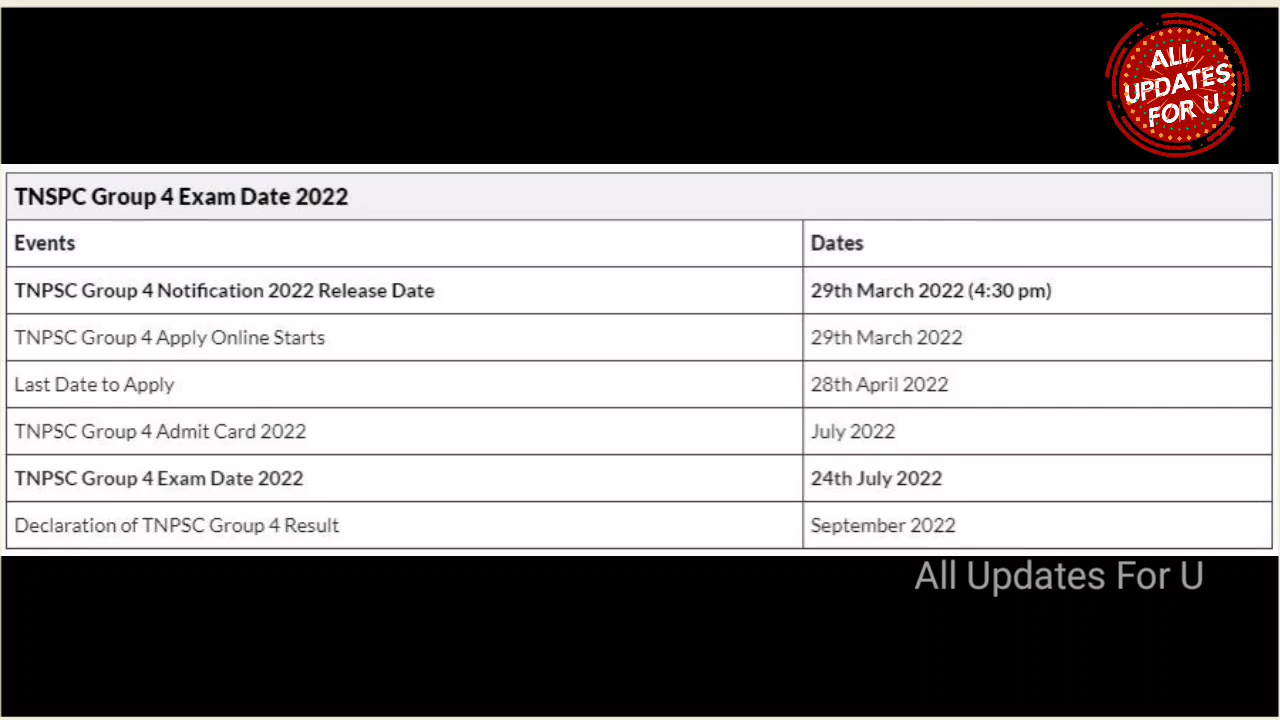 ALL
UPDATES
FOR U
TNSPC Group 4 Exam Date 2022
Events Dates
TNPSC Group 4 Notification 2022 Release Date 29th March 2022 (4:30 pm)
TNPSC Group 4 Apply Online Starts 29th March 2022
Last Date to Apply 28th April 2022
TNPSC Group 4 Admit Card 2022 July 2022
TNPSC Group 4 Exam Date 2022 24th July 2022
Declaration of TNPSC Group 4 Result September 2022
All Updates For U